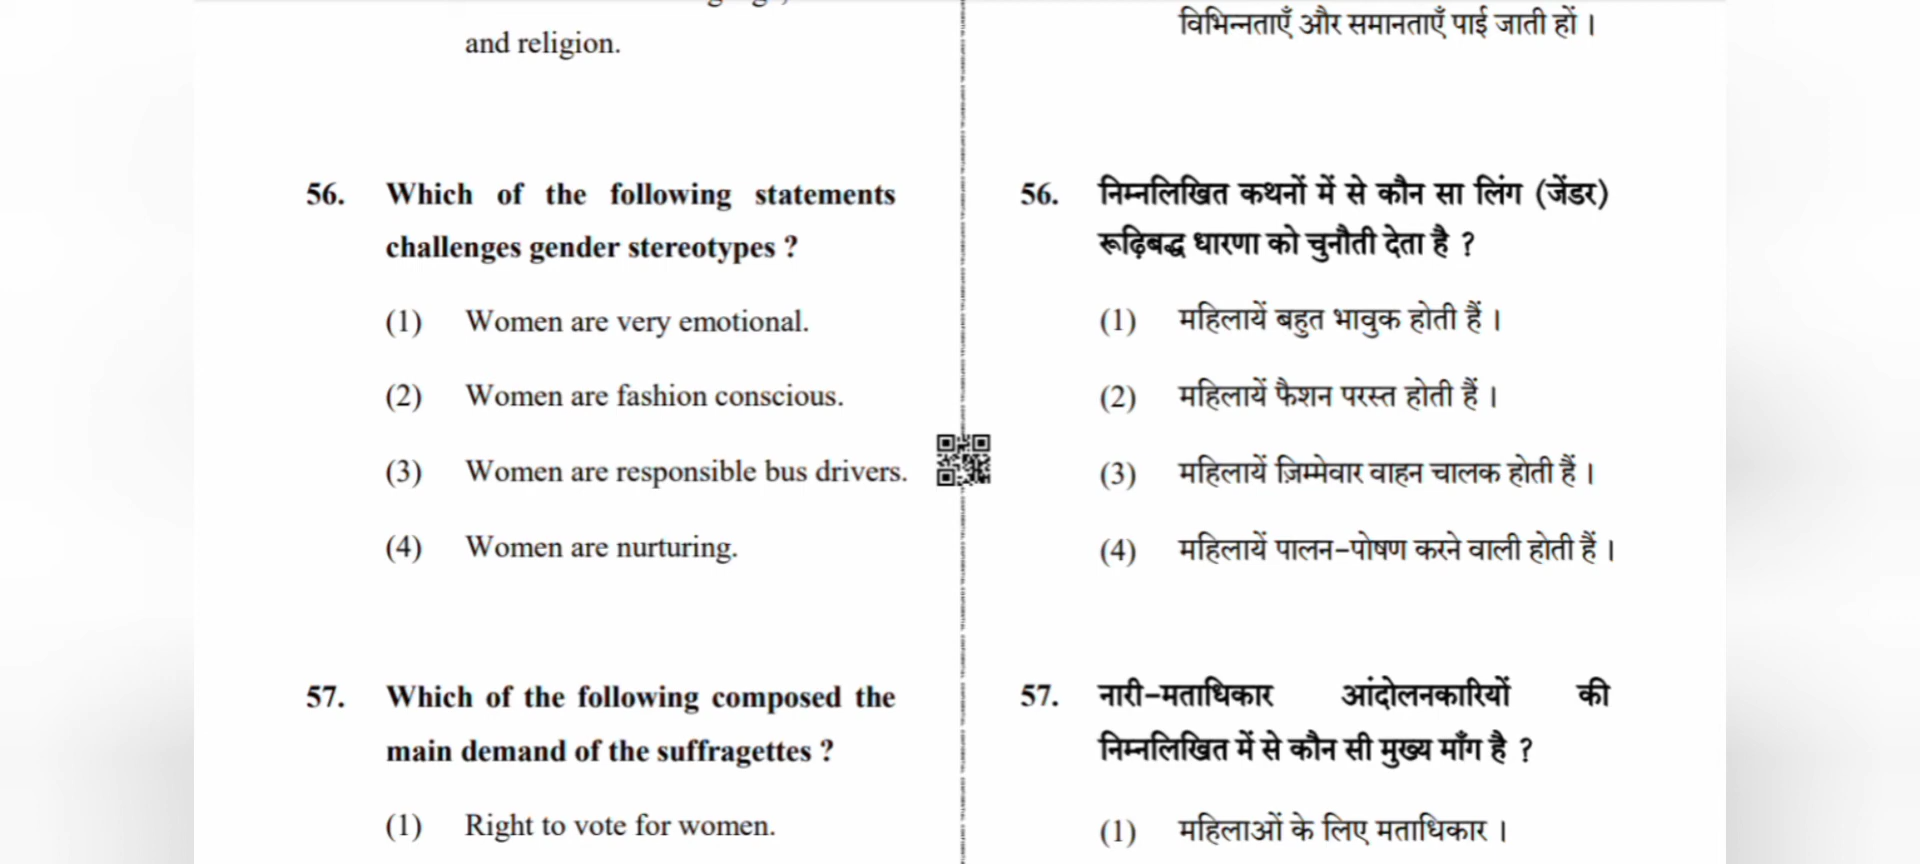 and religion.
56. Which of the following statements
challenges gender stereotypes ?
(1) Women are very emotional.
(2) Women are fashion conscious.
(3) Women are responsible bus drivers.
(4) Women are nurturing.
57. Which of the following composed the
main demand of the suffragettes ?
(1) Right to vote for women.
विभिन्नताएँ और समानताएँ पाई जाती हों ।
56. निम्नलिखित कथनों में से कौन सा लिंग (जेंडर)
रूढ़िबद्ध धारणा को चुनौती देता है ?
(1) महिलायें बहुत भावुक होती हैं ।
(2) महिलायें फैशन परस्त होती हैं ।
(3) महिलायें ज़िम्मेवार वाहन चालक होती हैं ।
(4) महिलायें पालन-पोषण करने वाली होती हैं ।
57. नारी-मताधिकार आंदोलनकारियों की
निम्नलिखित में से कौन सी मुख्य माँग है ?
(1) महिलाओं के लिए मताधिकार ।